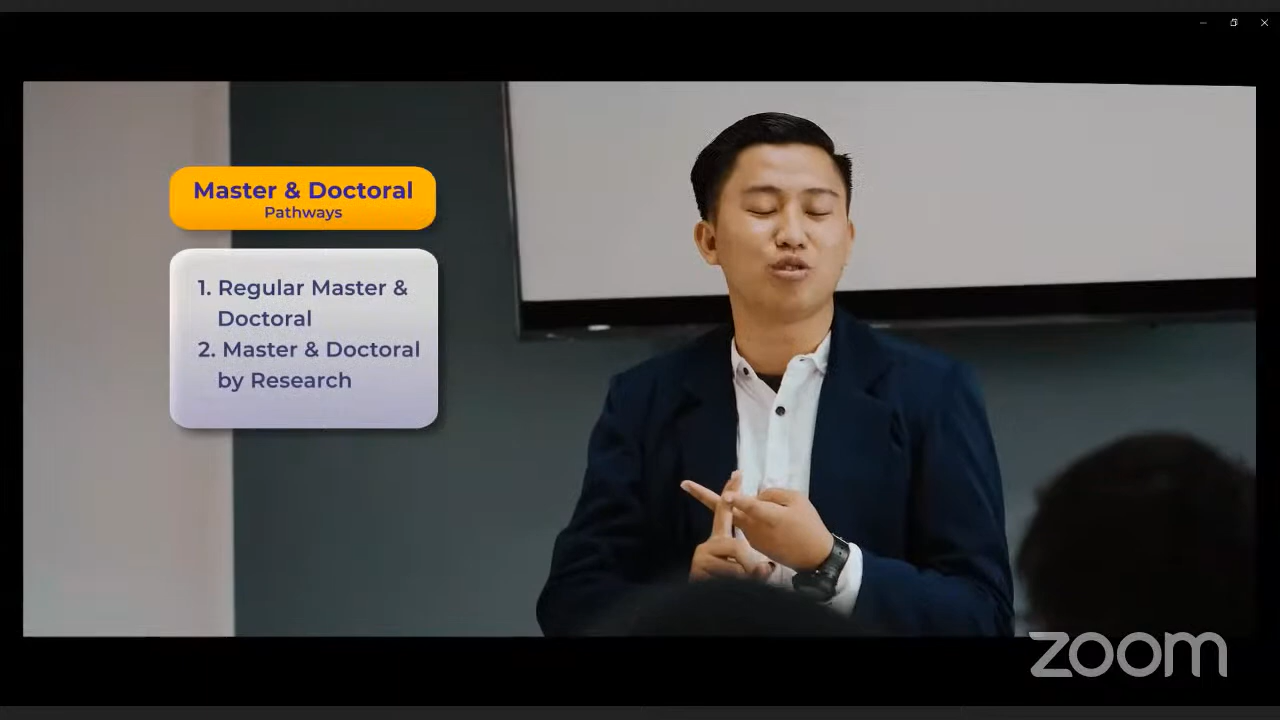 Master & Doctoral
Pathways
1. Regular Master &
Doctoral
2. Master & Doctoral
by Research
zoom